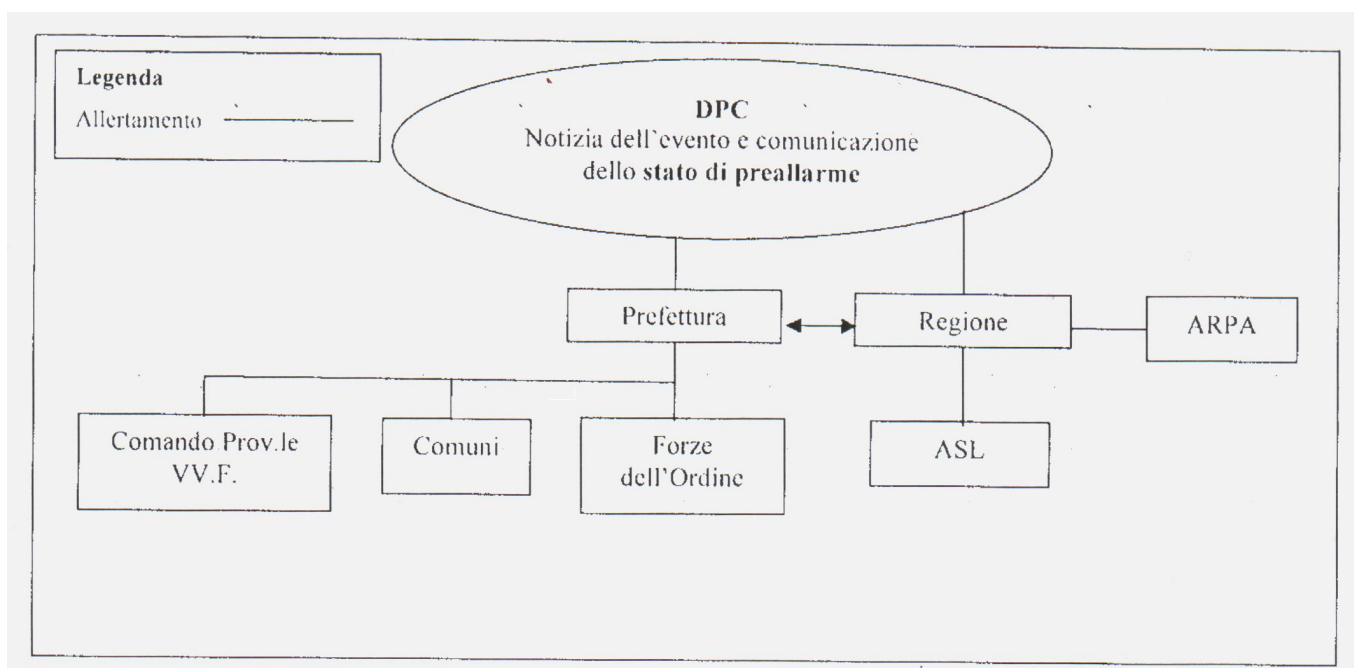 Legenda
Allertamento
DPC
Notizia dell'evento e comunicazione
dello stato di preallarme
Prefettura
Regione
ARPA
Comando Prov.le
VV.F.
Comuni
Forze
dell'Ordine
ASL